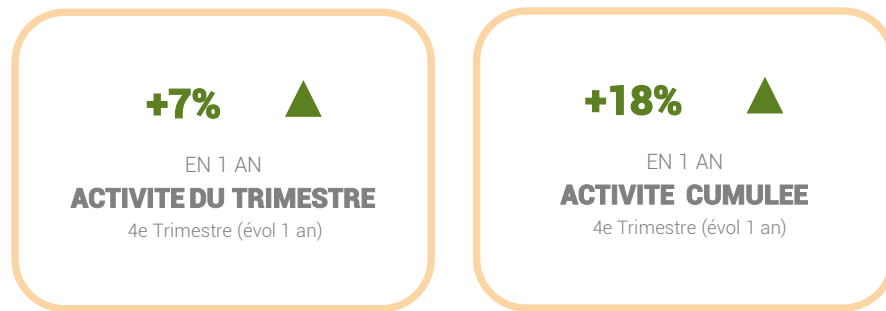 +7%
EN 1 AN
ACTIVITE DU TRIMESTRE
4e Trimestre (évol 1 an)
+18%
EN 1 AN
ACTIVITE CUMULEE
4e Trimestre (évol 1 an)